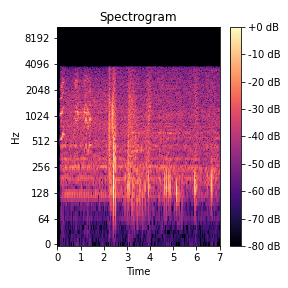 Spectrogram
+0 dB
8192
-10 dB
4096
-20 dB
2048
-30 dB
1024
Hz
512
-40 dB
256
-50 dB
128
-60 dB
64
-70 dB
0
-80 dB
0 1 2 3 4 5 6 7
Time